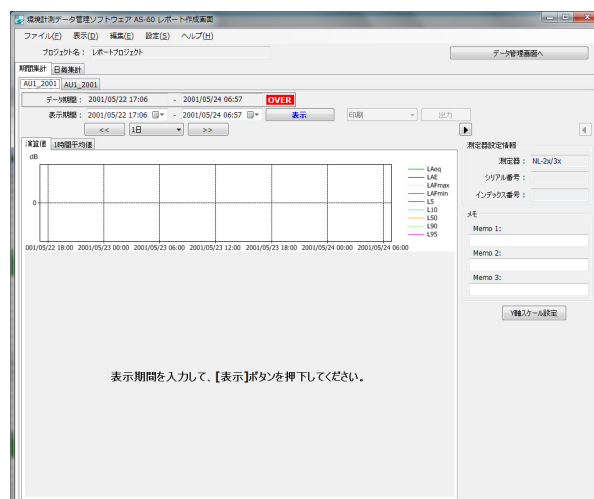 環境計測データ管理ソフトウェア AS-60 レポート作成画面
ファイル(F) 表示(D) 編集(E) 設定(S) ヘルプ(H)
プロジェクト名： レポートプロジェクト
データ管理画面へ
期間集計 日毎集計
AU1_2001 AU1_2001
データ期間： 2001/05/22 17:06 - 2001/05/24 06:57 OVER
表示期間： 2001/05/22 17:06 - 2001/05/24 06:57 表示 印刷 出力
<< 1日 >>
演算値 1時間平均値
dB
0
LAeq
LAE
LAFmax
LAFmin
L5
L10
L50
L90
L95
001/05/22 18:00 2001/05/23 00:00 2001/05/23 06:00 2001/05/23 12:00 2001/05/23 18:00 2001/05/24 00:00 2001/05/24 06:00
表示期間を入力して、【表示】ボタンを押下してください。
測定器設定情報
測定器： NL-2x/3x
シリアル番号：
インデックス番号：
メモ
Memo 1:
Memo 2:
Memo 3:
Y軸スケール設定